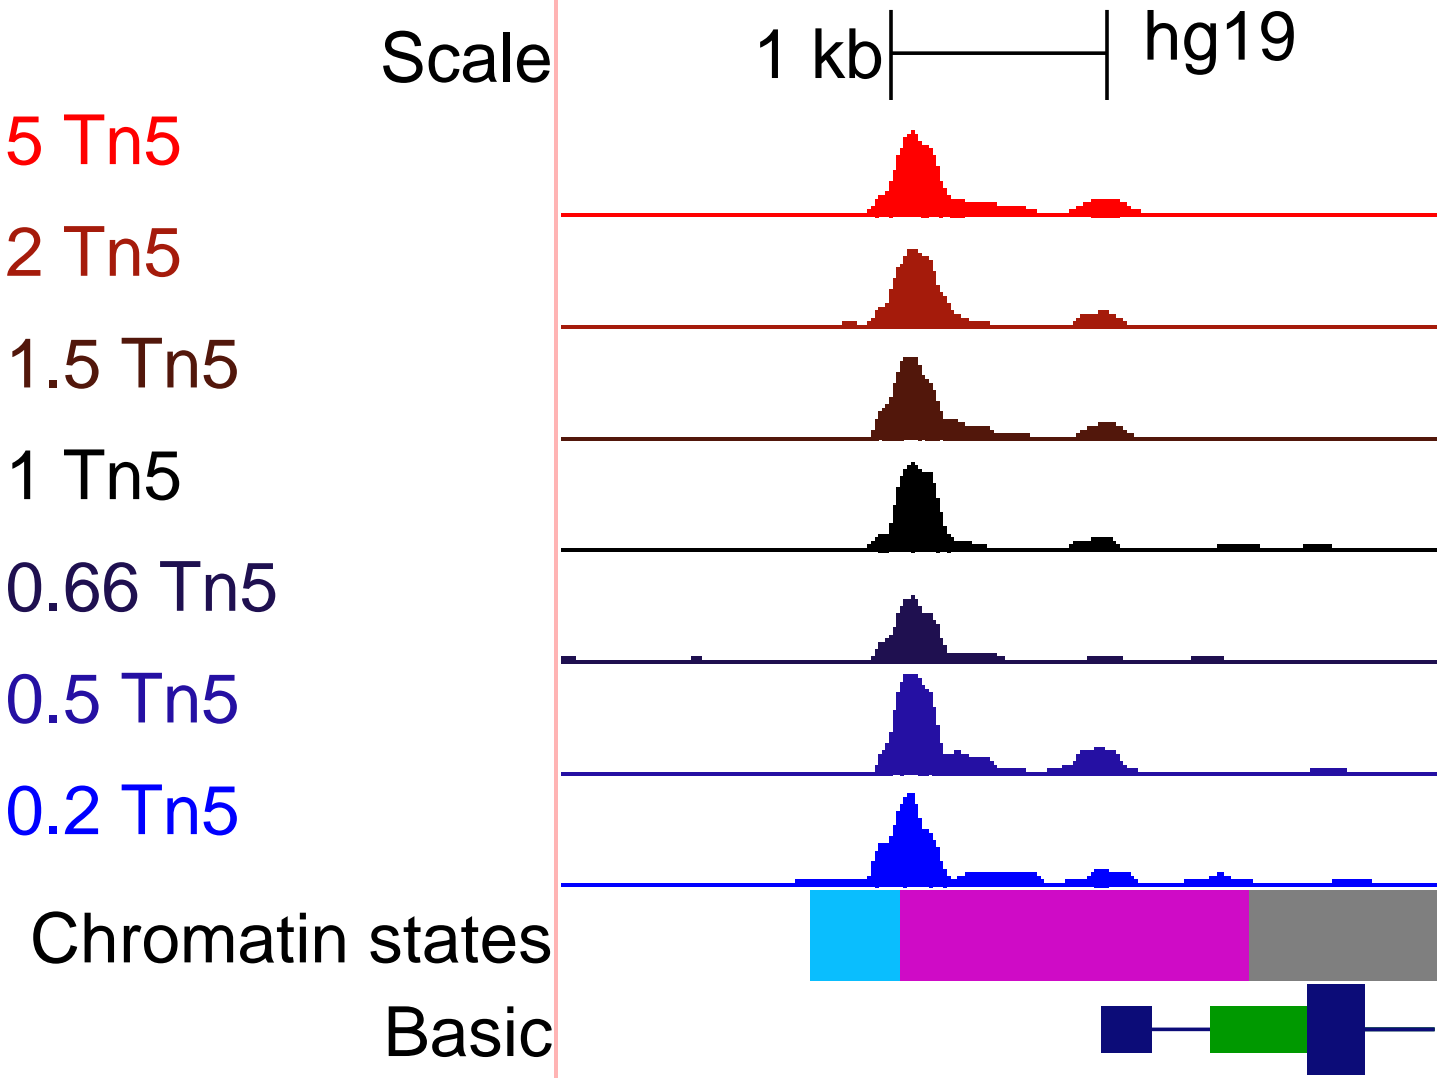 Scale 1 kb hg19
5 Tn5
2 Tn5
1.5 Tn5
1 Tn5
0.66 Tn5
0.5 Tn5
0.2 Tn5
Chromatin states
Basic